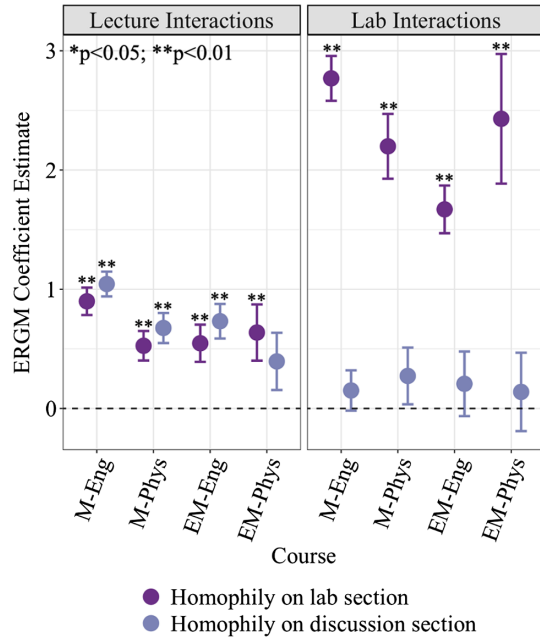 Lecture Interactions
Lab Interactions
*p<0.05; **p<0.01
ERGM Coefficient Estimate
3
2
1
0
**
**
**
**
**
**
**
**
**
**
**
M-Eng
M-Phys
EM-Eng
EM-Phys
M-Eng
M-Phys
EM-Eng
EM-Phys
Course
Homophily on lab section
Homophily on discussion section